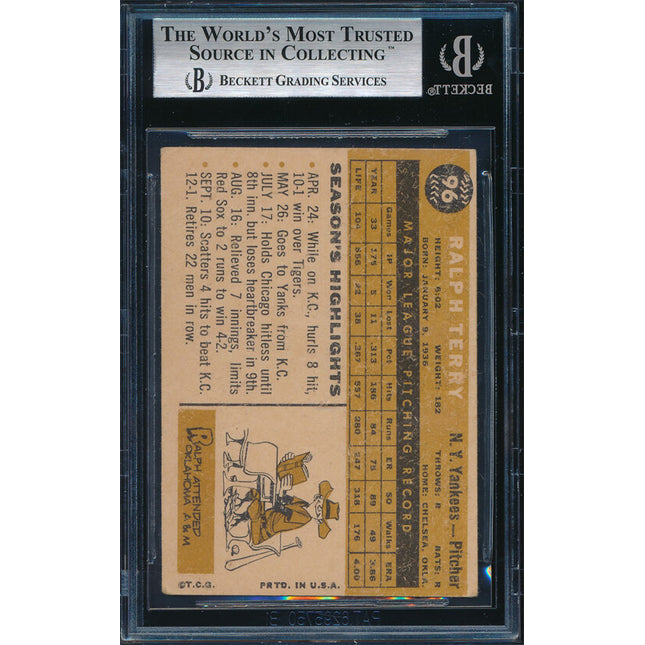 THE WORLD'S MOST TRUSTED
SOURCE IN COLLECTING™
B BECKETT GRADING SERVICES
B
BECKETT®
96
RALPH TERRY
N. Y. Yankees — Pitcher
HEIGHT: 6:02 WEIGHT: 182 THROWS: R BATS: R
BORN: JANUARY 9, 1936 HOME: CHELSEA, OKLA.
MAJOR LEAGUE PITCHING RECORD
Games IP Won Lost Pct Hits Runs ER SO Walks ERA
YEAR 33 175 5 11 .313 186 84 75 89 49 3.86
LIFE 104 556 22 38 .367 557 280 247 318 176 4.00
SEASON'S HIGHLIGHTS
• APR. 24: While on K.C., hurls 8 hit,
10-1 win over Tigers.
• MAY 26: Goes to Yanks from K.C.
• JULY 17: Holds Chicago hitless until
8th inn. but loses heartbreaker in 9th.
• AUG. 16: Relieved 7 innings, limits
Red Sox to 2 runs to win 4-2.
• SEPT. 10: Scatters 4 hits to beat K.C.
12-1. Retires 22 men in row.
RALPH ATTENDED
OKLAHOMA A & M
©T.C.G. PRTD. IN U.S.A.